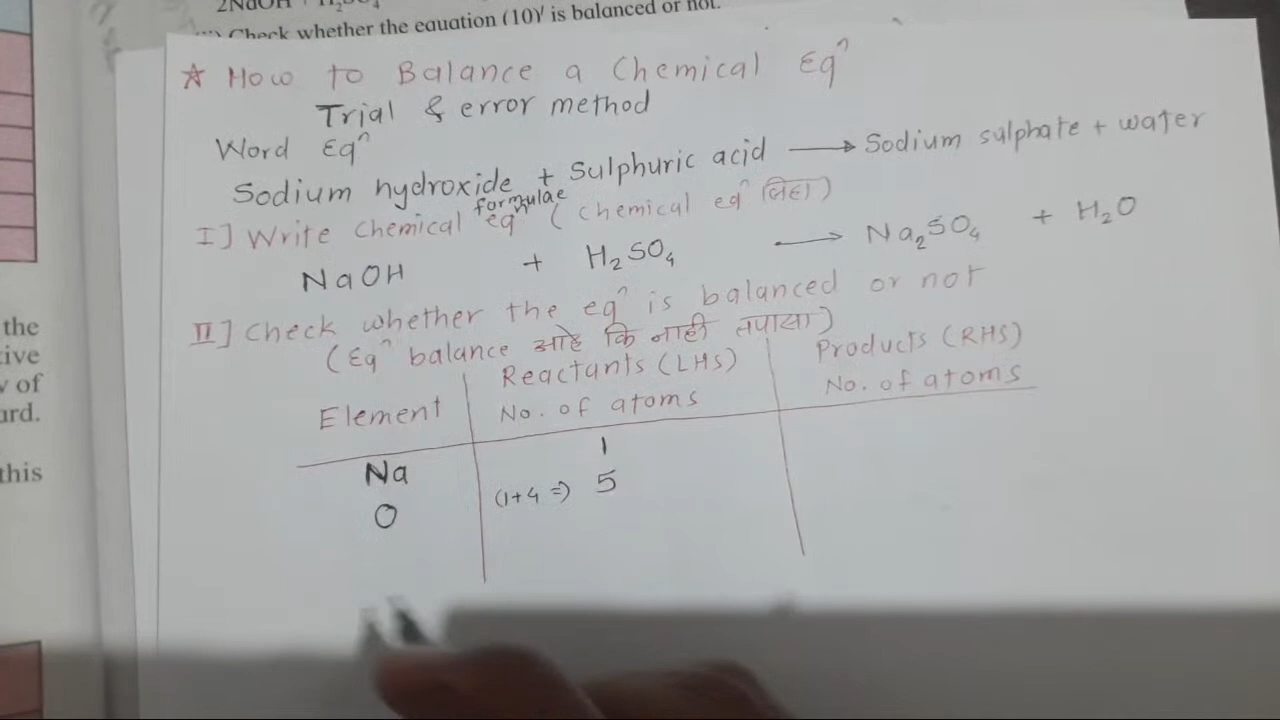 2NaOH + H₂SO₄
Check whether the equation (10)' is balanced or not.
☆ How to Balance a Chemical Eqⁿ
Trial & error method
Word Eqⁿ
Sodium hydroxide + Sulphuric acid → Sodium sulphate + water
formulae
I] Write Chemical eqⁿ (chemical eqⁿ लिहा)
NaOH + H₂SO₄ → Na₂SO₄ + H₂O
II] Check whether the eqⁿ is balanced or not
(Eqⁿ balance आहे कि नाही तपासा)
Element Reactants (LHS) Products (RHS)
No. of atoms No. of atoms
Na 1
O (1+4 ⇒) 5
the
ive
y of
ard.
this